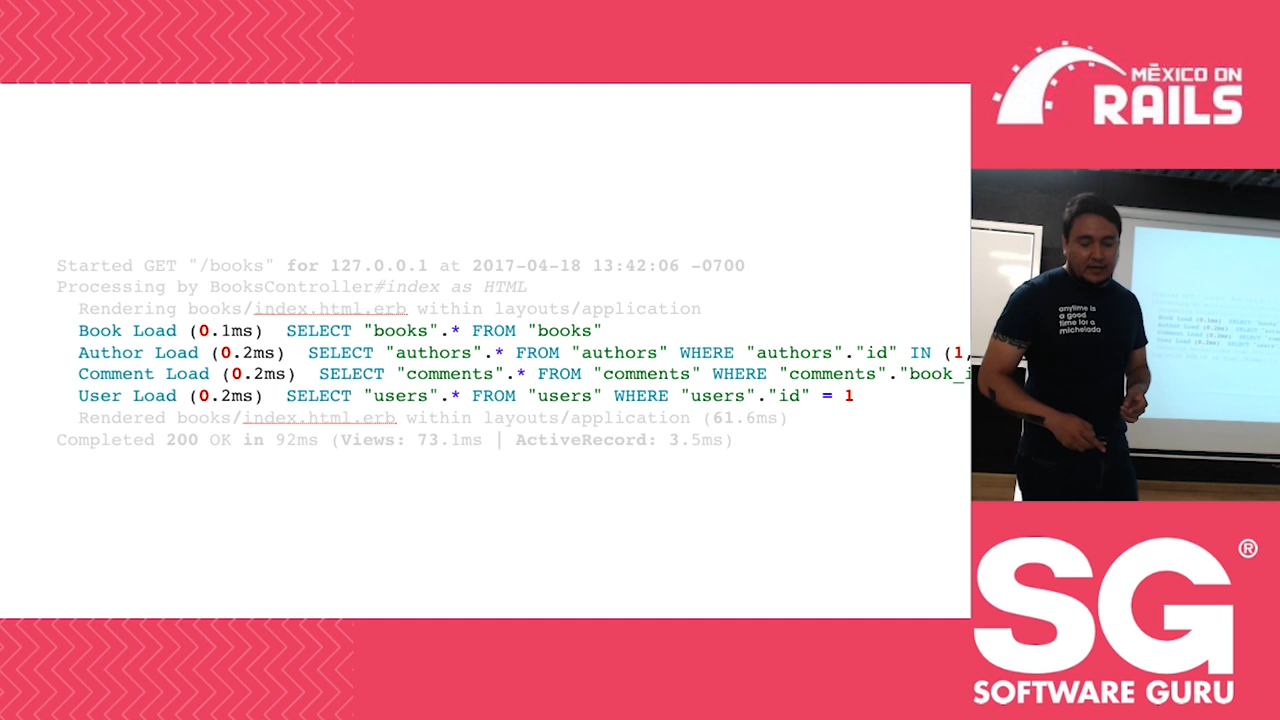 Started GET "/books" for 127.0.0.1 at 2017-04-18 13:42:06 -0700
Processing by BooksController#index as HTML
Rendering books/index.html.erb within layouts/application
Book Load (0.1ms) SELECT "books".* FROM "books"
Author Load (0.2ms) SELECT "authors".* FROM "authors" WHERE "authors"."id" IN (1,
Comment Load (0.2ms) SELECT "comments".* FROM "comments" WHERE "comments"."book_i
User Load (0.2ms) SELECT "users".* FROM "users" WHERE "users"."id" = 1
Rendered books/index.html.erb within layouts/application (61.6ms)
Completed 200 OK in 92ms (Views: 73.1ms | ActiveRecord: 3.5ms)
MĒXICO ON
RAILS
anytime is
a good
time for a
michelada
SG®
SOFTWARE GURU